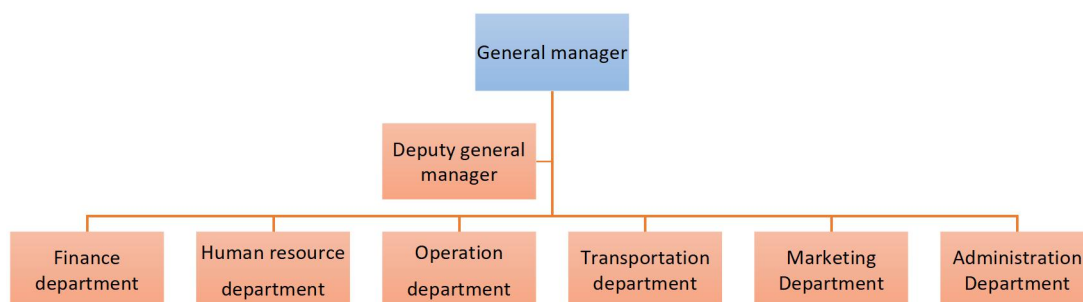 General manager
Deputy general
manager
Finance
department
Human resource
department
Operation
department
Transportation
department
Marketing
Department
Administration
Department